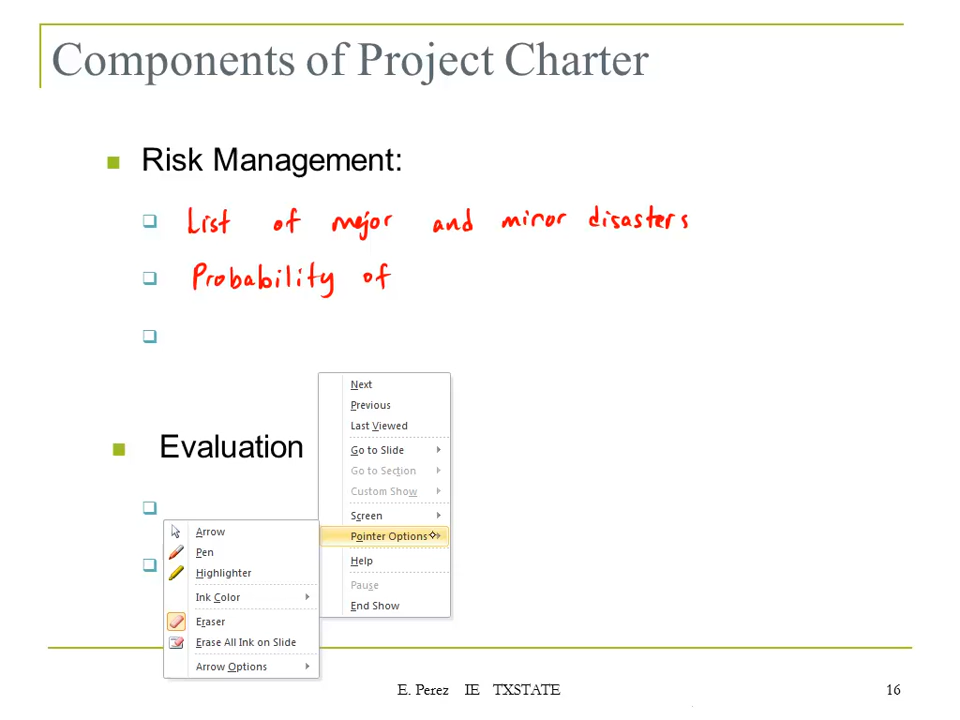 Components of Project Charter
Risk Management:
List of major and minor disasters
Probability of
Evaluation
Next
Previous
Last Viewed
Go to Slide
Go to Section
Custom Show
Screen
Pointer Options
Help
Pause
End Show
Arrow
Pen
Highlighter
Ink Color
Eraser
Erase All Ink on Slide
Arrow Options
E. Perez IE TXSTATE 16